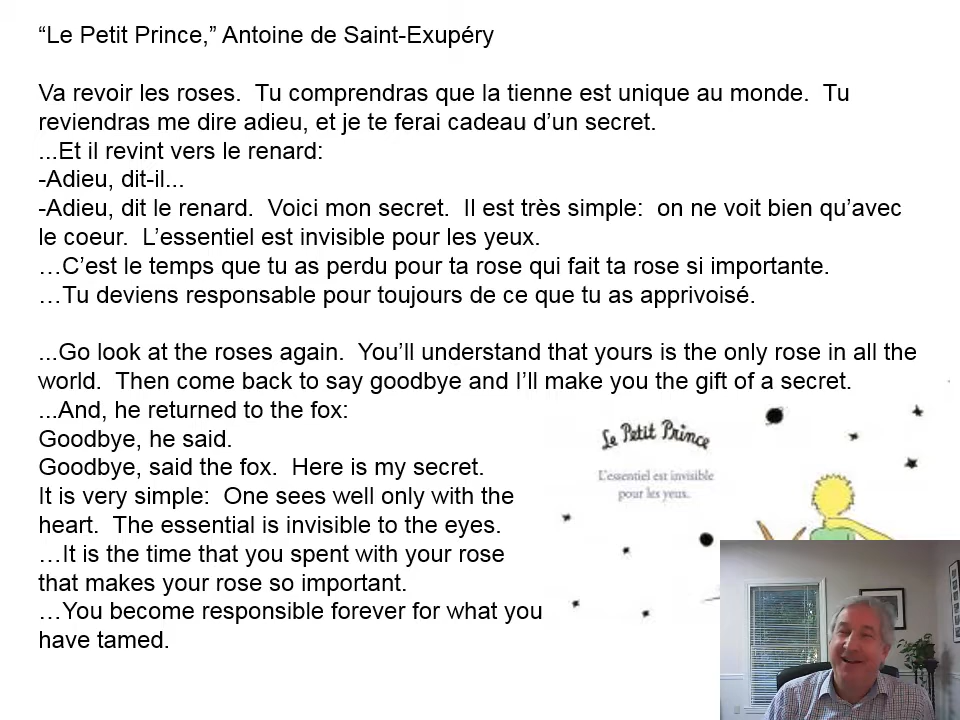 “Le Petit Prince,” Antoine de Saint-Exupéry
Va revoir les roses.  Tu comprendras que la tienne est unique au monde.  Tu
reviendras me dire adieu, et je te ferai cadeau d’un secret.
...Et il revint vers le renard:
-Adieu, dit-il...
-Adieu, dit le renard.  Voici mon secret.  Il est très simple:  on ne voit bien qu’avec
le coeur.  L’essentiel est invisible pour les yeux.
…C’est le temps que tu as perdu pour ta rose qui fait ta rose si importante.
…Tu deviens responsable pour toujours de ce que tu as apprivoisé.
...Go look at the roses again.  You’ll understand that yours is the only rose in all the
world.  Then come back to say goodbye and I’ll make you the gift of a secret.
...And, he returned to the fox:
Goodbye, he said.
Goodbye, said the fox.  Here is my secret.
It is very simple:  One sees well only with the
heart.  The essential is invisible to the eyes.
…It is the time that you spent with your rose
that makes your rose so important.
…You become responsible forever for what you
have tamed.
Le Petit Prince
L’essentiel est invisible
pour les yeux.